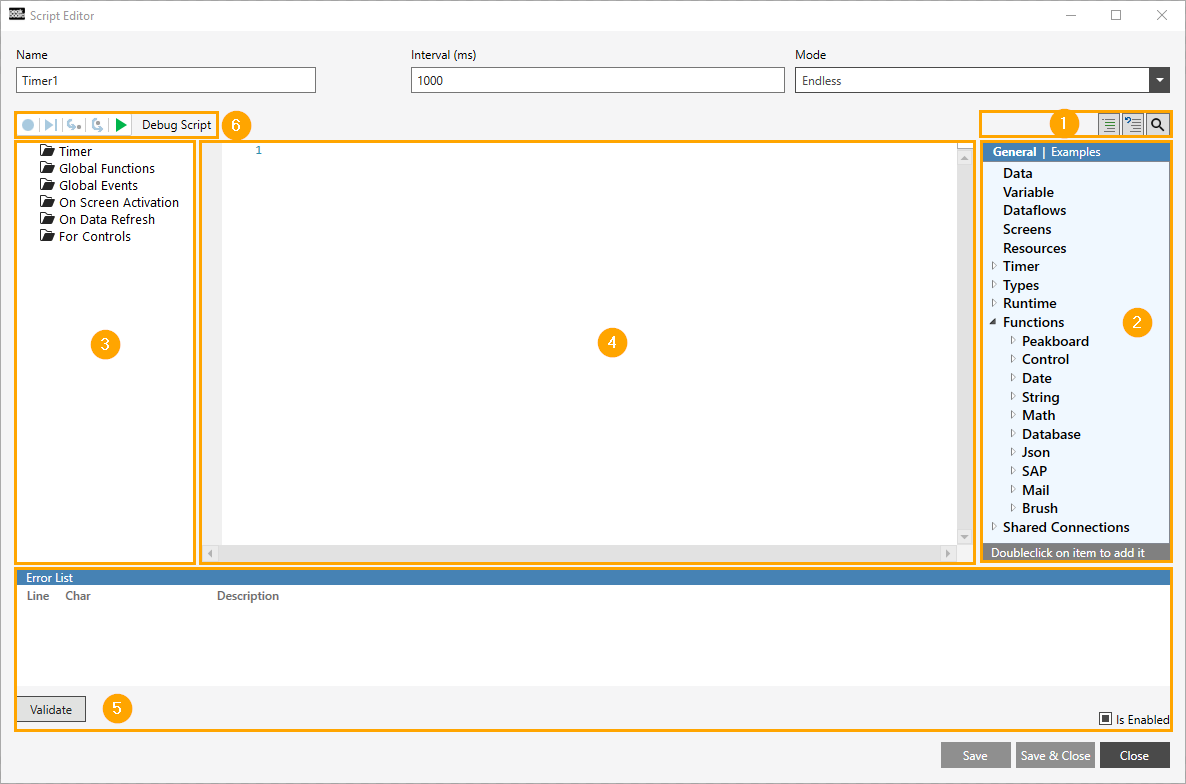 peak board Script Editor
Name Interval (ms) Mode
Timer1 1000 Endless
Debug Script 6 1
Timer
Global Functions
Global Events
On Screen Activation
On Data Refresh
For Controls
3
1
4
General | Examples
Data
Variable
Dataflows
Screens
Resources
Timer
Types
Runtime
Functions
2
Peakboard
Control
Date
String
Math
Database
Json
SAP
Mail
Brush
Shared Connections
Doubleclick on item to add it
Error List
Line Char Description
Validate 5
Is Enabled
Save Save & Close Close